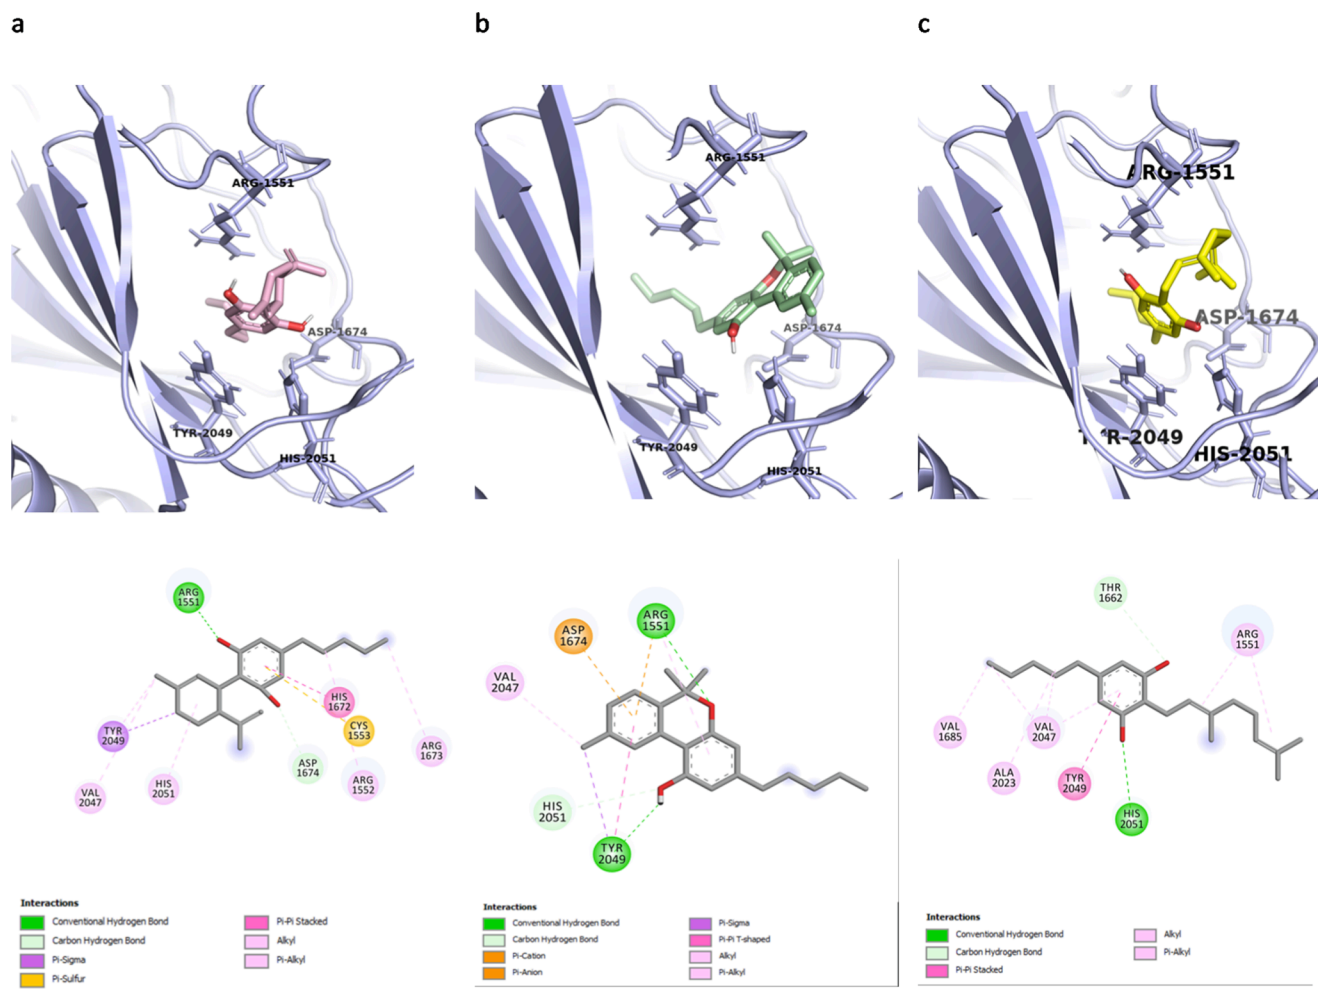 a
b
c
ARG-1551
ASP-1674
TYR-2049
HIS-2051
ARG-1551
ASP-1674
TYR-2049
HIS-2051
ARG-1551
ASP-1674
TYR-2049
HIS-2051
ARG
1551
HIS
1672
CYS
1553
TYR
2049
ARG
1673
ASP
1674
ARG
1552
HIS
2051
VAL
2047
Interactions
Conventional Hydrogen Bond
Carbon Hydrogen Bond
Pi-Sigma
Pi-Sulfur
Pi-Pi Stacked
Alkyl
Pi-Alkyl
ARG
1551
ASP
1674
VAL
2047
HIS
2051
TYR
2049
Interactions
Conventional Hydrogen Bond
Carbon Hydrogen Bond
Pi-Cation
Pi-Anion
Pi-Sigma
Pi-Pi T-shaped
Alkyl
Pi-Alkyl
THR
1662
ARG
1551
VAL
1685
VAL
2047
ALA
2023
TYR
2049
HIS
2051
Interactions
Conventional Hydrogen Bond
Carbon Hydrogen Bond
Pi-Pi Stacked
Alkyl
Pi-Alkyl